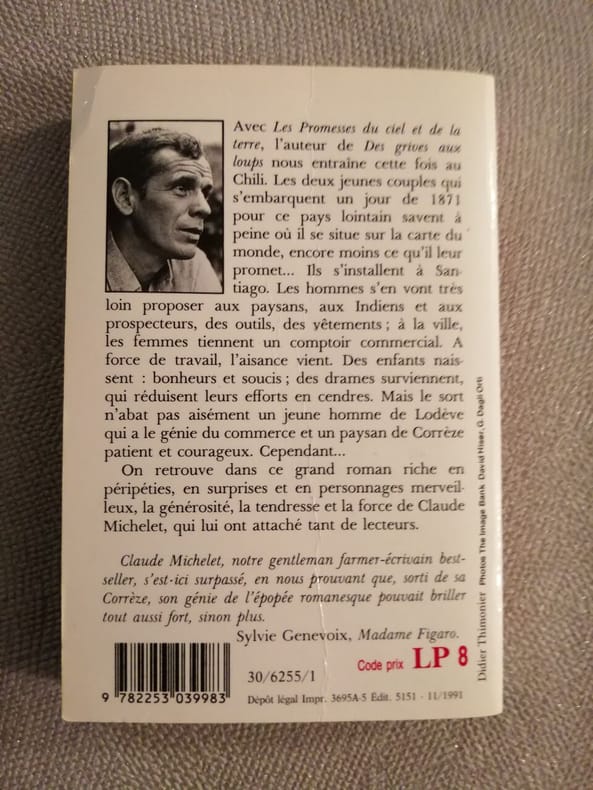 Avec Les Promesses du ciel et de la
terre, l'auteur de Des grives aux
loups nous entraîne cette fois au
Chili. Les deux jeunes couples qui
s'embarquent un jour de 1871
pour ce pays lointain savent à
peine où il se situe sur la carte du
monde, encore moins ce qu'il leur
promet... Ils s'installent à San-
tiago. Les hommes s'en vont très
loin proposer aux paysans, aux Indiens et aux
prospecteurs, des outils, des vêtements ; à la ville,
les femmes tiennent un comptoir commercial. A
force de travail, l'aisance vient. Des enfants nais-
sent : bonheurs et soucis ; des drames surviennent,
qui réduisent leurs efforts en cendres. Mais le sort
n'abat pas aisément un jeune homme de Lodève
qui a le génie du commerce et un paysan de Corrèze
patient et courageux. Cependant...
On retrouve dans ce grand roman riche en
péripéties, en surprises et en personnages merveil-
leux, la générosité, la tendresse et la force de Claude
Michelet, qui lui ont attaché tant de lecteurs.
Claude Michelet, notre gentleman farmer-écrivain best-
seller, s'est-ici surpassé, en nous prouvant que, sorti de sa
Corrèze, son génie de l'épopée romanesque pouvait briller
tout aussi fort, sinon plus.
Sylvie Genevoix, Madame Figaro.
30/6255/1
Code prix LP 8
9 782253 039983
Dépôt légal Impr. 3695A-5 Édit. 5151 - 11/1991
Didier Thimonier Photos The Image Bank David Hiser, G. Dagli Orti